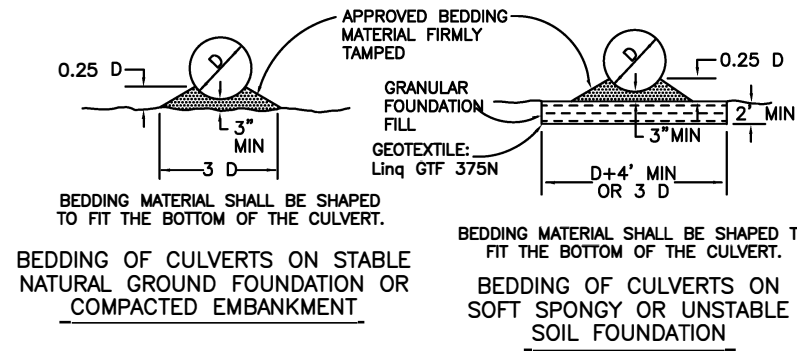 APPROVED BEDDING
MATERIAL FIRMLY
TAMPED
D
0.25 D
3"
MIN
3 D
BEDDING MATERIAL SHALL BE SHAPED
TO FIT THE BOTTOM OF THE CULVERT.
BEDDING OF CULVERTS ON STABLE
NATURAL GROUND FOUNDATION OR
COMPACTED EMBANKMENT
GRANULAR
FOUNDATION
FILL
GEOTEXTILE:
Linq GTF 375N
D
0.25 D
2' MIN
3"MIN
D+4' MIN
OR 3 D
BEDDING MATERIAL SHALL BE SHAPED T
FIT THE BOTTOM OF THE CULVERT.
BEDDING OF CULVERTS ON
SOFT SPONGY OR UNSTABLE
SOIL FOUNDATION